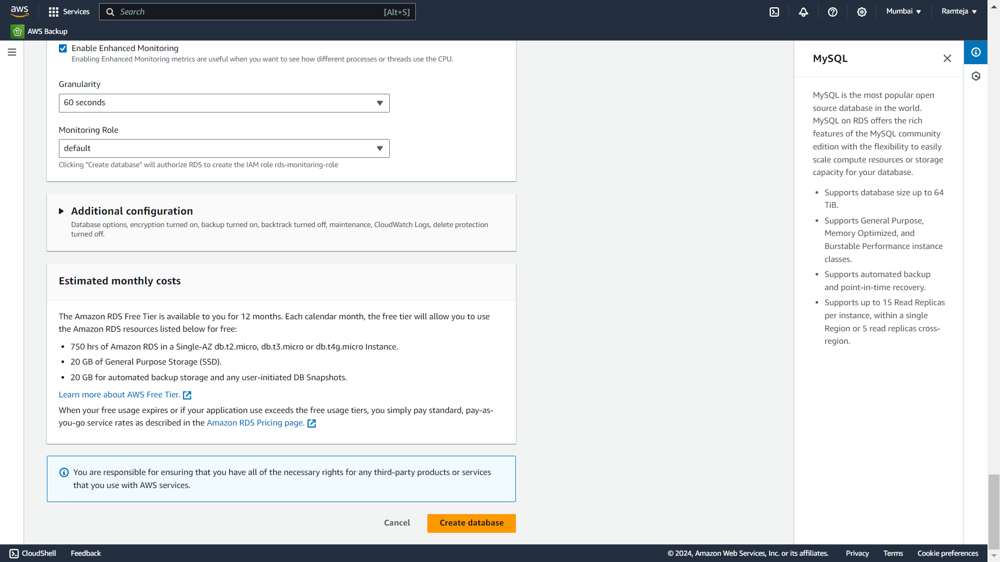 aws
Services
Search
[Alt+S]
Mumbai
Ramteja
AWS Backup
Enable Enhanced Monitoring
Enabling Enhanced Monitoring metrics are useful when you want to see how different processes or threads use the CPU.
Granularity
60 seconds
Monitoring Role
default
Clicking "Create database" will authorize RDS to create the IAM role rds-monitoring-role
Additional configuration
Database options, encryption turned on, backup turned on, backtrack turned off, maintenance, CloudWatch Logs, delete protection
turned off.
Estimated monthly costs
The Amazon RDS Free Tier is available to you for 12 months. Each calendar month, the free tier will allow you to use
the Amazon RDS resources listed below for free:
• 750 hrs of Amazon RDS in a Single-AZ db.t2.micro, db.t3.micro or db.t4g.micro Instance.
• 20 GB of General Purpose Storage (SSD).
• 20 GB for automated backup storage and any user-initiated DB Snapshots.
Learn more about AWS Free Tier.
When your free usage expires or if your application use exceeds the free usage tiers, you simply pay standard, pay-as-
you-go service rates as described in the Amazon RDS Pricing page.
You are responsible for ensuring that you have all of the necessary rights for any third-party products or services
that you use with AWS services.
Cancel
Create database
MySQL
MySQL is the most popular open
source database in the world.
MySQL on RDS offers the rich
features of the MySQL community
edition with the flexibility to easily
scale compute resources or storage
capacity for your database.
• Supports database size up to 64
TiB.
• Supports General Purpose,
Memory Optimized, and
Burstable Performance instance
classes.
• Supports automated backup
and point-in-time recovery.
• Supports up to 15 Read Replicas
per instance, within a single
Region or 5 read replicas cross-
region.
CloudShell
Feedback
© 2024, Amazon Web Services, Inc. or its affiliates.
Privacy
Terms
Cookie preferences